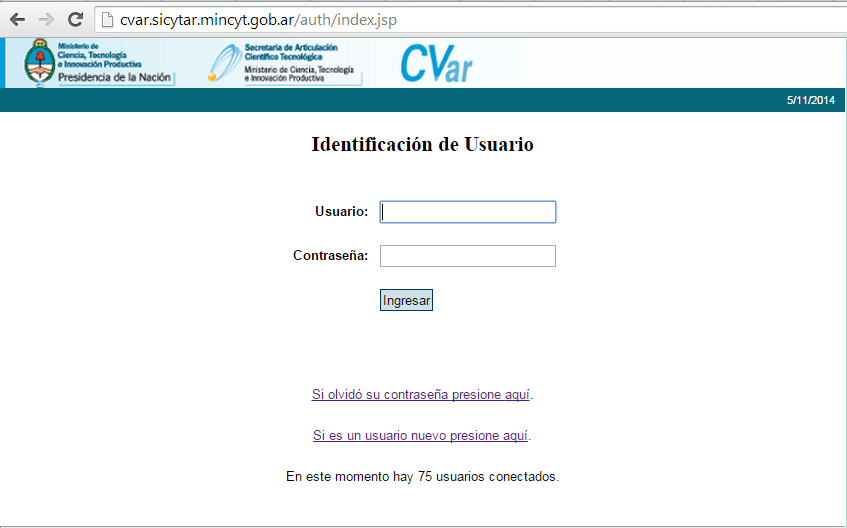 cvar.sicytar.mincyt.gob.ar/auth/index.jsp
Ministerio de
Ciencia, Tecnología
e Innovación Productiva
Presidencia de la Nación
Secretaria de Articulación
Científico Tecnológica
Ministerio de Ciencia, Tecnología
e Innovación Productiva
CVar
5/11/2014
Identificación de Usuario
Usuario:
Contraseña:
Ingresar
Si olvidó su contraseña presione aquí.
Si es un usuario nuevo presione aquí.
En este momento hay 75 usuarios conectados.